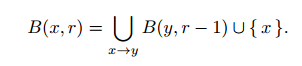 B(x, r) = ⋃ B(y, r − 1) ∪ { x }.
x→y